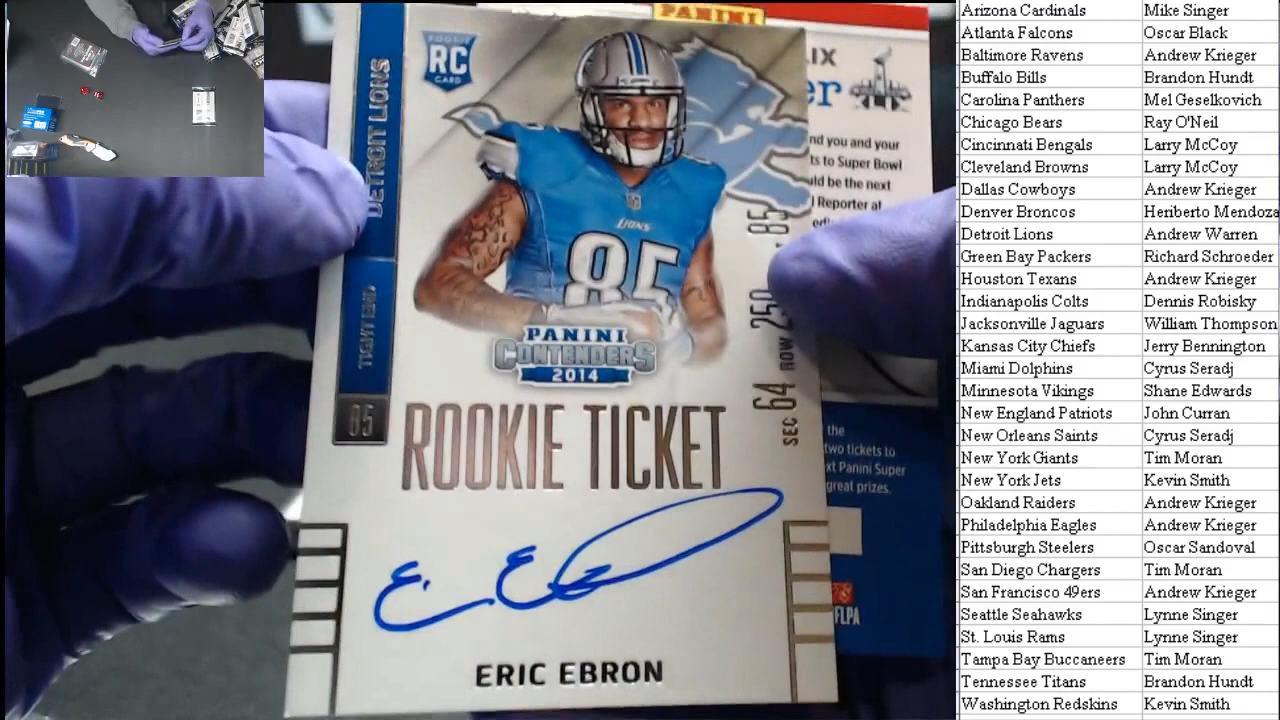 PANINI
ROOKIE
RC
CARD
DETROIT LIONS
TIGHT END
85
LIONS
85
PANINI
CONTENDERS
2014
ROOKIE TICKET
SEC 64 ROW 250 85
ERIC EBRON
LIX
er
nd you and your
ts to Super Bowl
ld be the next
Reporter at
the
two tickets to
xt Panini Super
great prizes.
FLPA
Arizona Cardinals Mike Singer
Atlanta Falcons Oscar Black
Baltimore Ravens Andrew Krieger
Buffalo Bills Brandon Hundt
Carolina Panthers Mel Geselkovich
Chicago Bears Ray O'Neil
Cincinnati Bengals Larry McCoy
Cleveland Browns Larry McCoy
Dallas Cowboys Andrew Krieger
Denver Broncos Heriberto Mendoza
Detroit Lions Andrew Warren
Green Bay Packers Richard Schroeder
Houston Texans Andrew Krieger
Indianapolis Colts Dennis Robisky
Jacksonville Jaguars William Thompson
Kansas City Chiefs Jerry Bennington
Miami Dolphins Cyrus Seradj
Minnesota Vikings Shane Edwards
New England Patriots John Curran
New Orleans Saints Cyrus Seradj
New York Giants Tim Moran
New York Jets Kevin Smith
Oakland Raiders Andrew Krieger
Philadelphia Eagles Andrew Krieger
Pittsburgh Steelers Oscar Sandoval
San Diego Chargers Tim Moran
San Francisco 49ers Andrew Krieger
Seattle Seahawks Lynne Singer
St. Louis Rams Lynne Singer
Tampa Bay Buccaneers Tim Moran
Tennessee Titans Brandon Hundt
Washington Redskins Kevin Smith